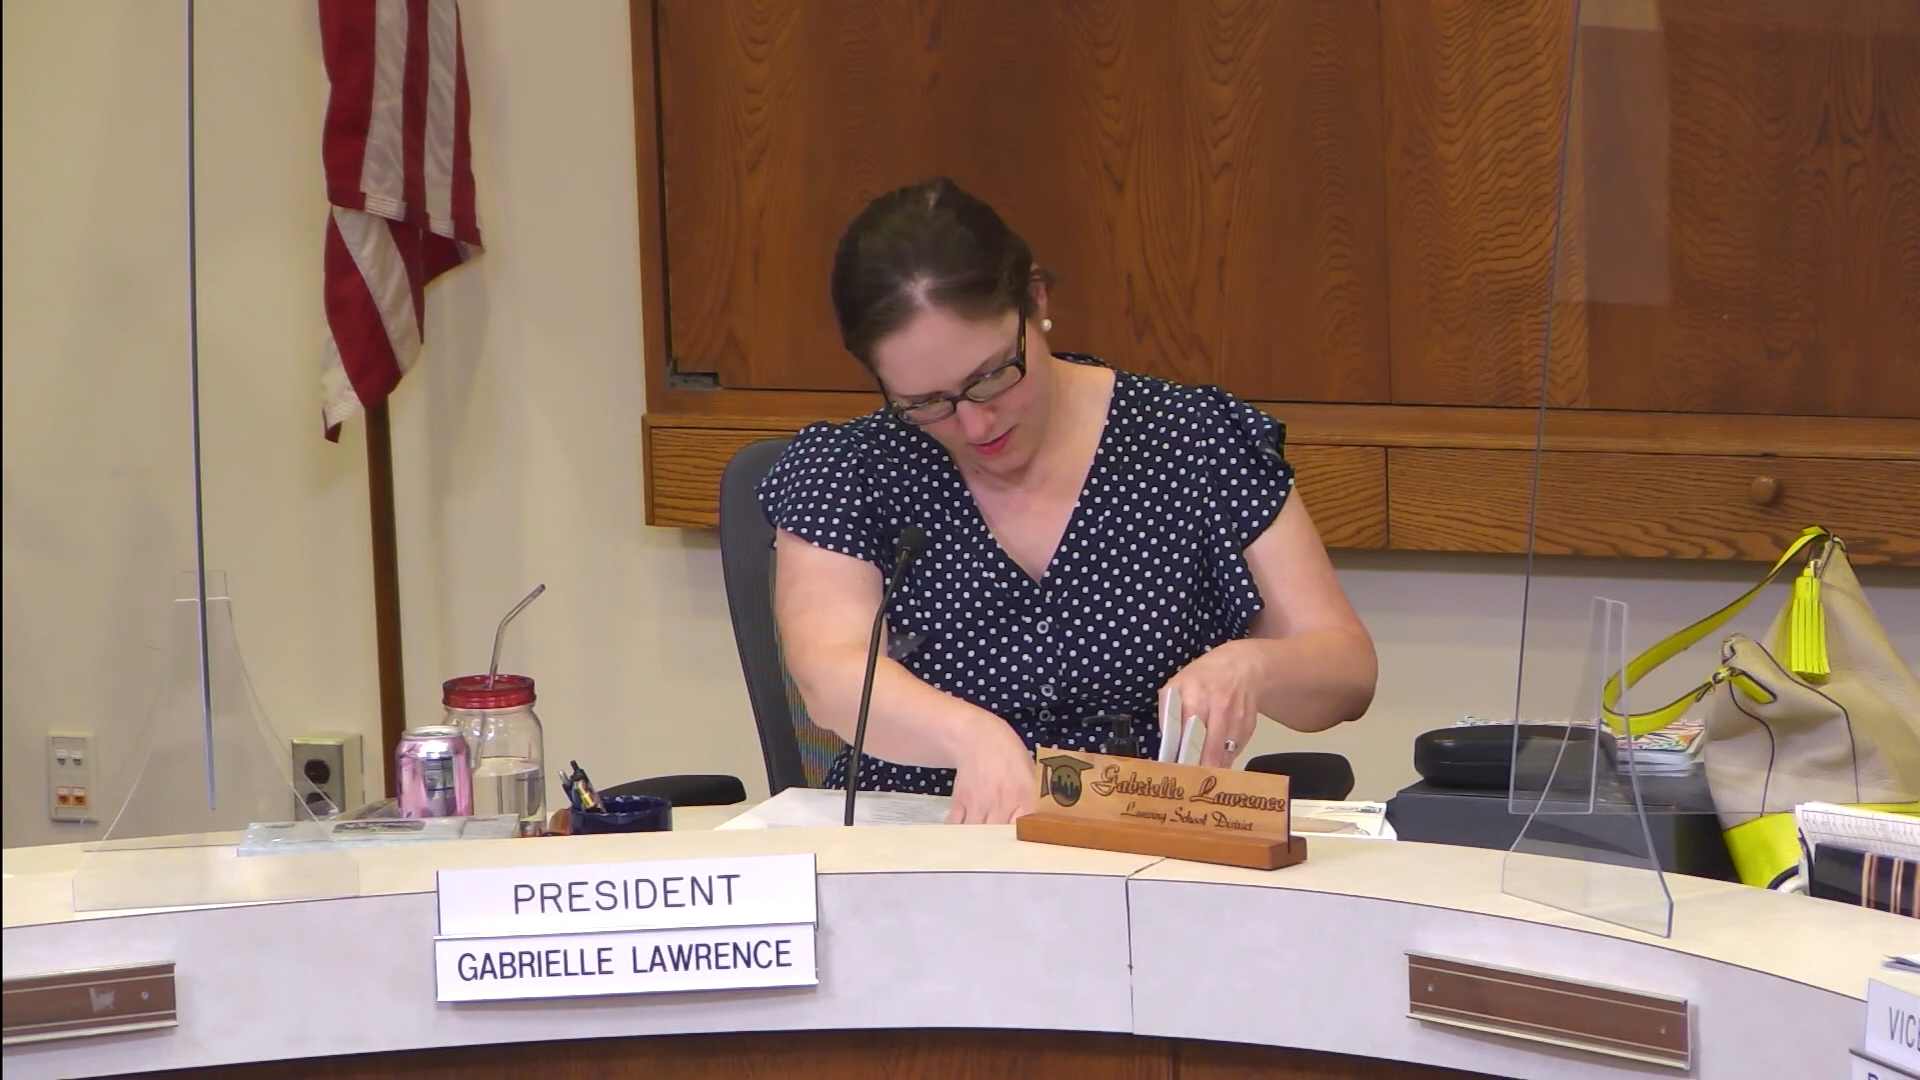 Gabrielle Lawrence
Lansing School District
PRESIDENT
GABRIELLE LAWRENCE